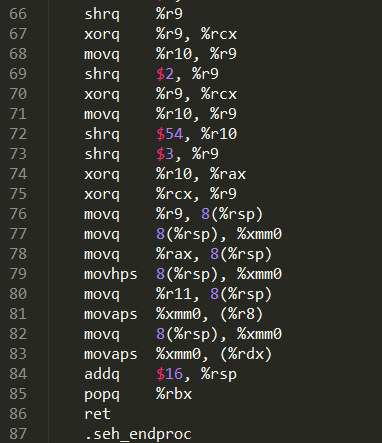 66 shrq %r9
67 xorq %r9, %rcx
68 movq %r10, %r9
69 shrq $2, %r9
70 xorq %r9, %rcx
71 movq %r10, %r9
72 shrq $54, %r10
73 shrq $3, %r9
74 xorq %r10, %rax
75 xorq %rcx, %r9
76 movq %r9, 8(%rsp)
77 movq 8(%rsp), %xmm0
78 movq %rax, 8(%rsp)
79 movhps 8(%rsp), %xmm0
80 movq %r11, 8(%rsp)
81 movaps %xmm0, (%r8)
82 movq 8(%rsp), %xmm0
83 movaps %xmm0, (%rdx)
84 addq $16, %rsp
85 popq %rbx
86 ret
87 .seh_endproc